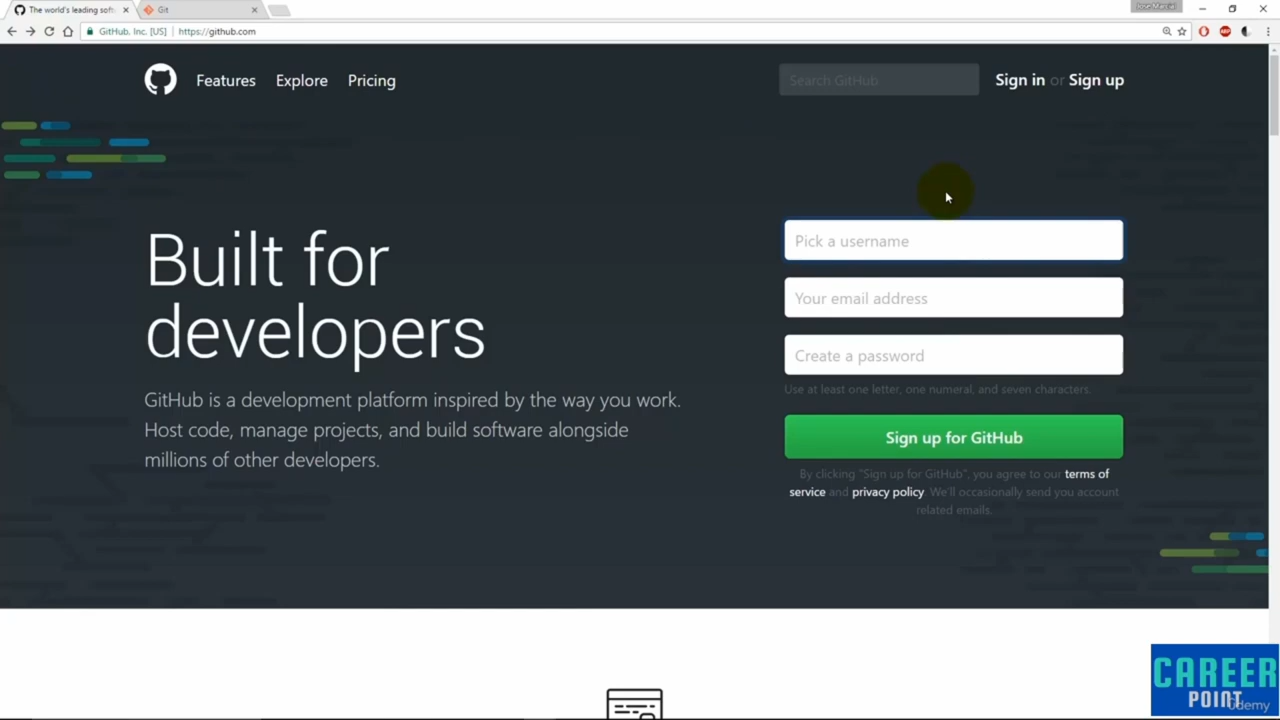 The world's leading soft
Git
Jose Marcial
GitHub, Inc. [US]
https://github.com
Features
Explore
Pricing
Search GitHub
Sign in or Sign up
Built for
developers
GitHub is a development platform inspired by the way you work.
Host code, manage projects, and build software alongside
millions of other developers.
Pick a username
Your email address
Create a password
Use at least one letter, one numeral, and seven characters.
Sign up for GitHub
By clicking "Sign up for GitHub", you agree to our terms of
service and privacy policy. We'll occasionally send you account
related emails.
CAREER
POINT
ABP